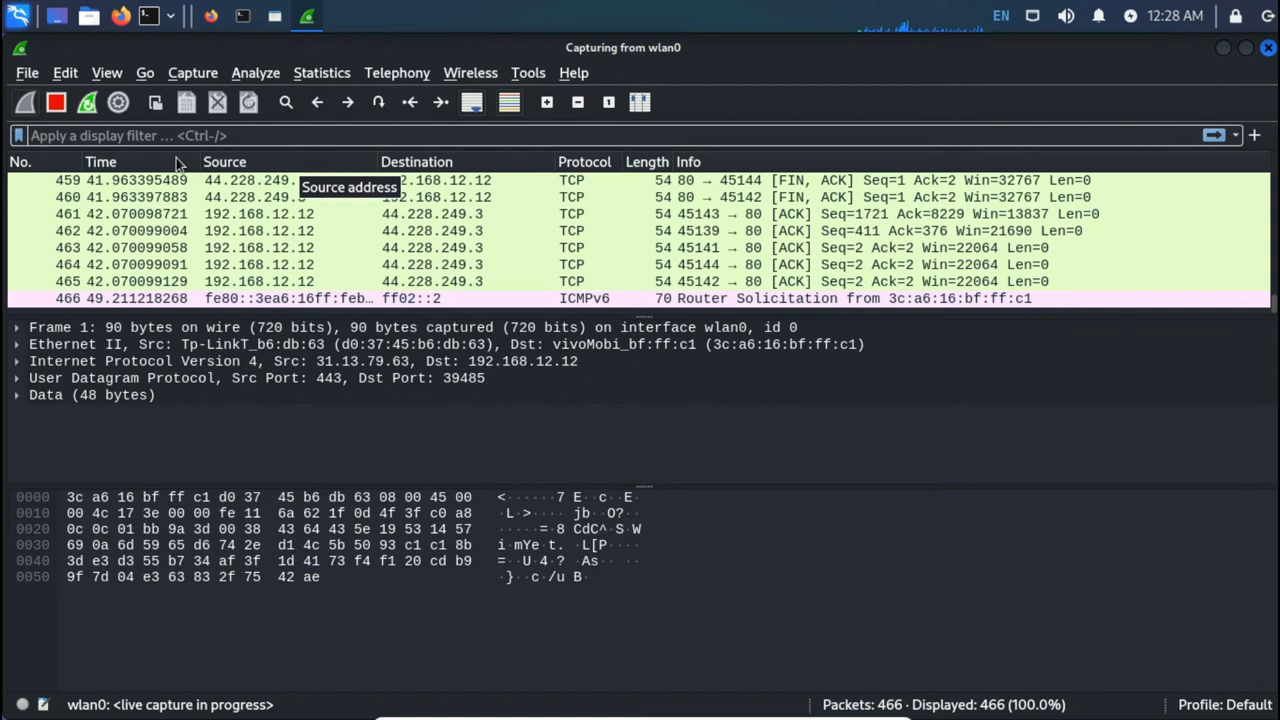 EN 12:28 AM
Capturing from wlan0
File Edit View Go Capture Analyze Statistics Telephony Wireless Tools Help
Apply a display filter … <Ctrl-/>
No. Time Source Destination Protocol Length Info
459 41.963395489 44.228.249. 2.168.12.12 TCP 54 80 → 45144 [FIN, ACK] Seq=1 Ack=2 Win=32767 Len=0
Source address
460 41.963397883 44.228.249.3 192.168.12.12 TCP 54 80 → 45142 [FIN, ACK] Seq=1 Ack=2 Win=32767 Len=0
461 42.070098721 192.168.12.12 44.228.249.3 TCP 54 45143 → 80 [ACK] Seq=1721 Ack=8229 Win=13837 Len=0
462 42.070099004 192.168.12.12 44.228.249.3 TCP 54 45139 → 80 [ACK] Seq=411 Ack=376 Win=21690 Len=0
463 42.070099058 192.168.12.12 44.228.249.3 TCP 54 45141 → 80 [ACK] Seq=2 Ack=2 Win=22064 Len=0
464 42.070099091 192.168.12.12 44.228.249.3 TCP 54 45144 → 80 [ACK] Seq=2 Ack=2 Win=22064 Len=0
465 42.070099129 192.168.12.12 44.228.249.3 TCP 54 45142 → 80 [ACK] Seq=2 Ack=2 Win=22064 Len=0
466 49.211218268 fe80::3ea6:16ff:feb… ff02::2 ICMPv6 70 Router Solicitation from 3c:a6:16:bf:ff:c1
Frame 1: 90 bytes on wire (720 bits), 90 bytes captured (720 bits) on interface wlan0, id 0
Ethernet II, Src: Tp-LinkT_b6:db:63 (d0:37:45:b6:db:63), Dst: vivoMobi_bf:ff:c1 (3c:a6:16:bf:ff:c1)
Internet Protocol Version 4, Src: 31.13.79.63, Dst: 192.168.12.12
User Datagram Protocol, Src Port: 443, Dst Port: 39485
Data (48 bytes)
0000 3c a6 16 bf ff c1 d0 37 45 b6 db 63 08 00 45 00 <······7 E··c··E·
0010 00 4c 17 3e 00 00 fe 11 6a 62 1f 0d 4f 3f c0 a8 ·L·>···· jb··O?··
0020 0c 0c 01 bb 9a 3d 00 38 43 64 43 5e 19 53 14 57 ·····=·8 CdC^·S·W
0030 69 0a 6d 59 65 d6 74 2e d1 4c 5b 50 93 c1 c1 8b i·mYe·t. ·L[P····
0040 3d e3 d3 55 b7 34 af 3f 1d 41 73 f4 f1 20 cd b9 =··U·4·? ·As·· ··
0050 9f 7d 04 e3 63 83 2f 75 42 ae ·}··c·/u B·
wlan0: <live capture in progress> Packets: 466 · Displayed: 466 (100.0%) Profile: Default